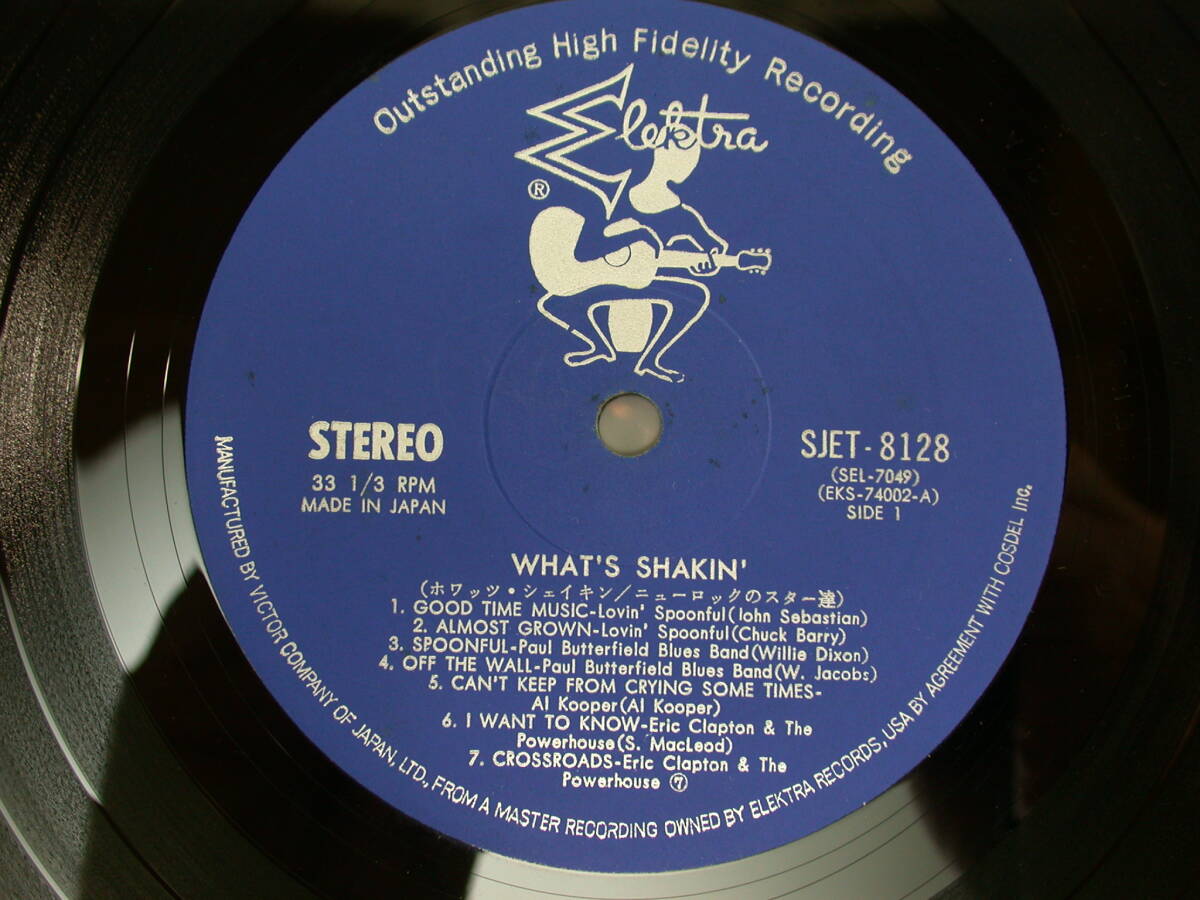 Outstanding High Fidelity Recording
Elektra
®
STEREO
33 1/3 RPM
MADE IN JAPAN
SJET-8128
(SEL-7049)
(EKS-74002-A)
SIDE 1
WHAT'S SHAKIN'
(ホワッツ・シェイキン/ニューロックのスター達)
1. GOOD TIME MUSIC-Lovin' Spoonful(Iohn Sebastian)
2. ALMOST GROWN-Lovin' Spoonful(Chuck Barry)
3. SPOONFUL-Paul Butterfield Blues Band(Willie Dixon)
4. OFF THE WALL-Paul Butterfield Blues Band(W. Jacobs)
5. CAN'T KEEP FROM CRYING SOME TIMES-
Al Kooper(Al Kooper)
6. I WANT TO KNOW-Eric Clapton & The
Powerhouse(S. MacLeod)
7. CROSSROADS-Eric Clapton & The
Powerhouse ⑦
MANUFACTURED BY VICTOR COMPANY OF JAPAN, LTD., FROM A MASTER RECORDING OWNED BY ELEKTRA RECORDS, USA BY AGREEMENT WITH COSDEL Inc.